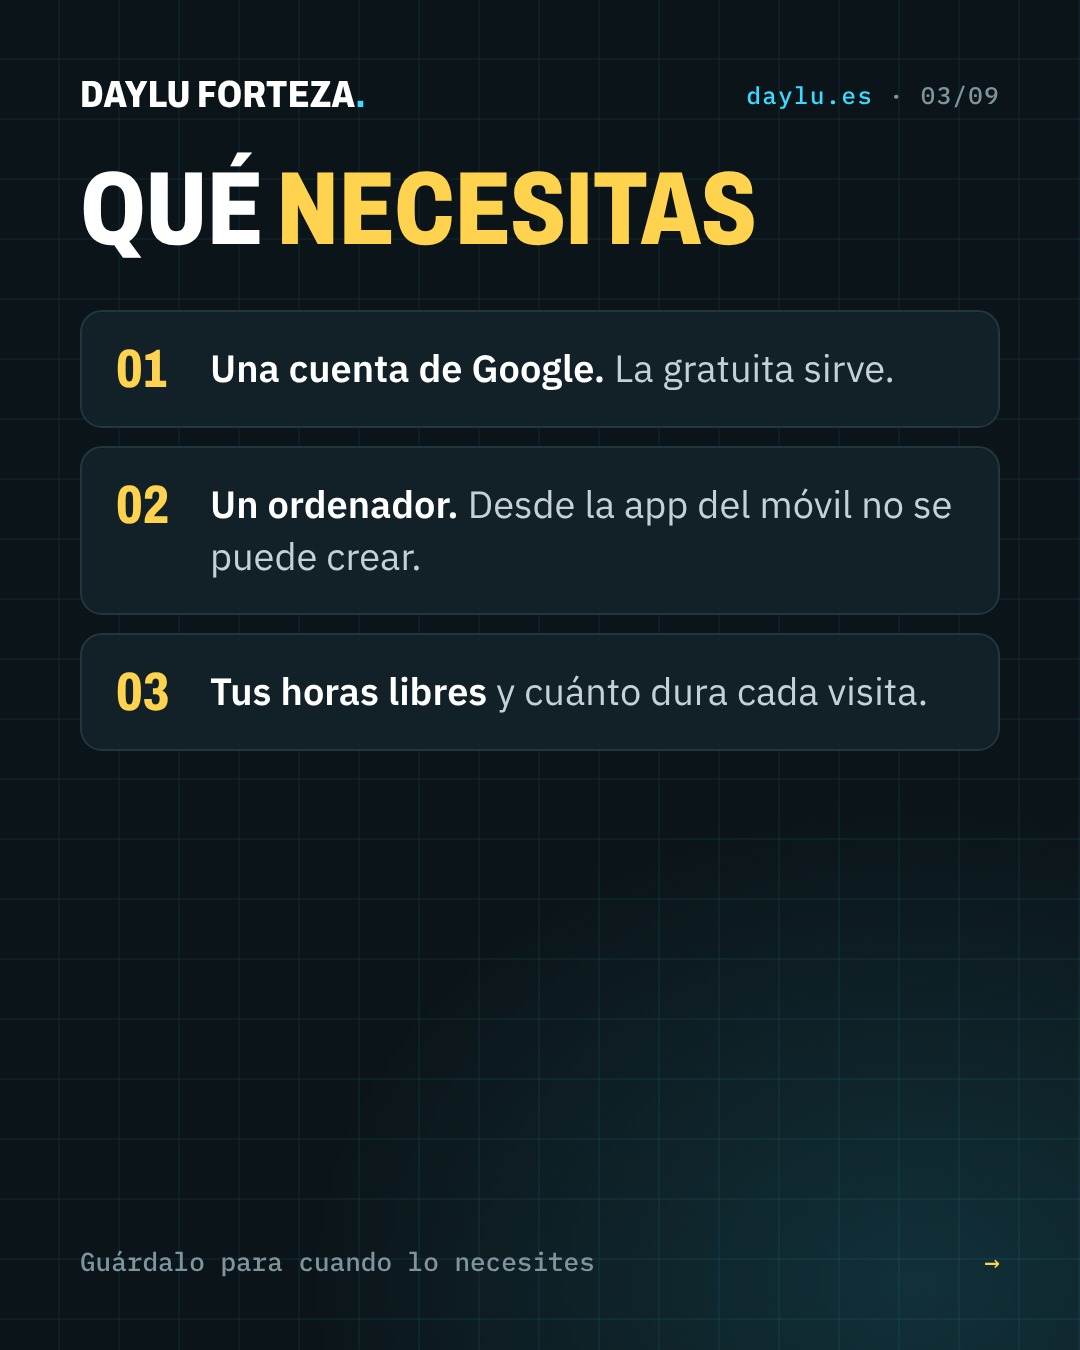 DAYLU FORTEZA.
daylu.es · 03/09
QUÉ NECESITAS
01 Una cuenta de Google. La gratuita sirve.
02 Un ordenador. Desde la app del móvil no se
puede crear.
03 Tus horas libres y cuánto dura cada visita.
Guárdalo para cuando lo necesites →